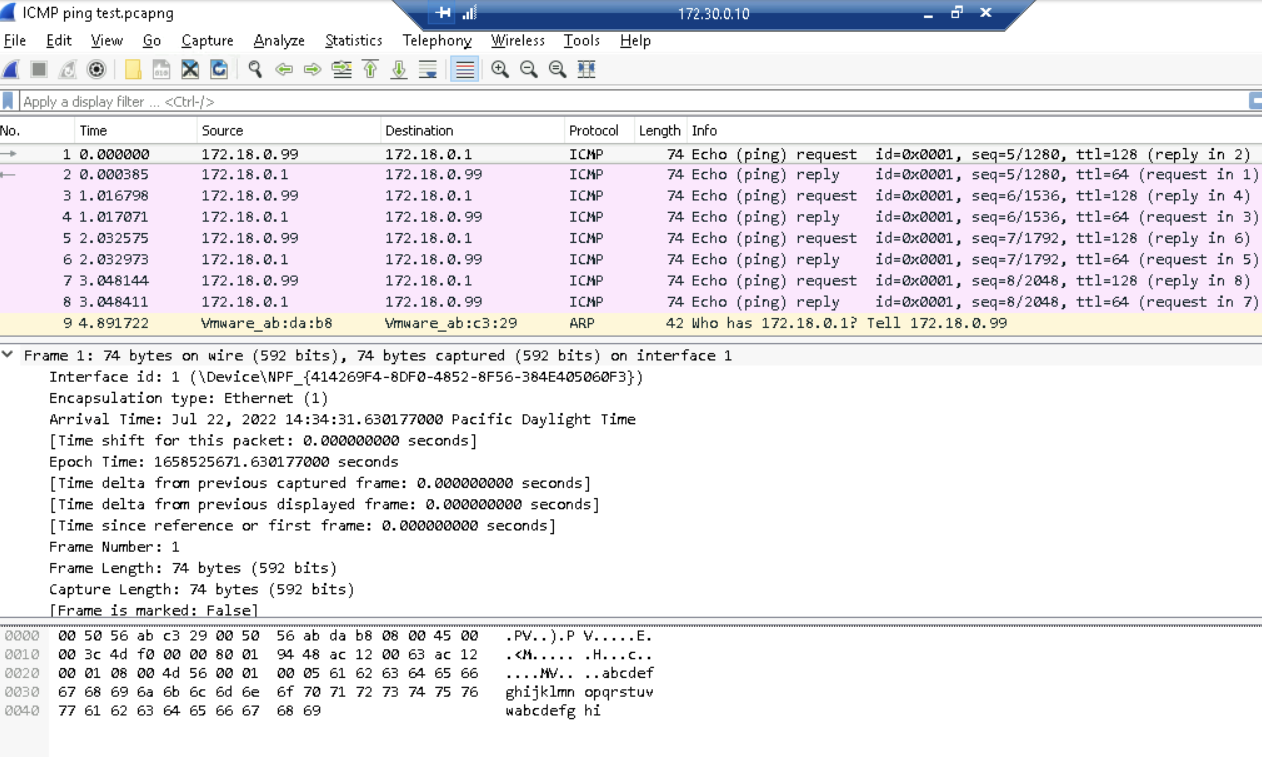 ICMP ping test.pcapng
172.30.0.10
File Edit View Go Capture Analyze Statistics Telephony Wireless Tools Help
Apply a display filter ... <Ctrl-/>
No. Time Source Destination Protocol Length Info
1 0.000000 172.18.0.99 172.18.0.1 ICMP 74 Echo (ping) request id=0x0001, seq=5/1280, ttl=128 (reply in 2)
2 0.000385 172.18.0.1 172.18.0.99 ICMP 74 Echo (ping) reply id=0x0001, seq=5/1280, ttl=64 (request in 1)
3 1.016798 172.18.0.99 172.18.0.1 ICMP 74 Echo (ping) request id=0x0001, seq=6/1536, ttl=128 (reply in 4)
4 1.017071 172.18.0.1 172.18.0.99 ICMP 74 Echo (ping) reply id=0x0001, seq=6/1536, ttl=64 (request in 3)
5 2.032575 172.18.0.99 172.18.0.1 ICMP 74 Echo (ping) request id=0x0001, seq=7/1792, ttl=128 (reply in 6)
6 2.032973 172.18.0.1 172.18.0.99 ICMP 74 Echo (ping) reply id=0x0001, seq=7/1792, ttl=64 (request in 5)
7 3.048144 172.18.0.99 172.18.0.1 ICMP 74 Echo (ping) request id=0x0001, seq=8/2048, ttl=128 (reply in 8)
8 3.048411 172.18.0.1 172.18.0.99 ICMP 74 Echo (ping) reply id=0x0001, seq=8/2048, ttl=64 (request in 7)
9 4.891722 Vmware_ab:da:b8 Vmware_ab:c3:29 ARP 42 Who has 172.18.0.1? Tell 172.18.0.99
Frame 1: 74 bytes on wire (592 bits), 74 bytes captured (592 bits) on interface 1
Interface id: 1 (\Device\NPF_{414269F4-8DF0-4852-8F56-384E405060F3})
Encapsulation type: Ethernet (1)
Arrival Time: Jul 22, 2022 14:34:31.630177000 Pacific Daylight Time
[Time shift for this packet: 0.000000000 seconds]
Epoch Time: 1658525671.630177000 seconds
[Time delta from previous captured frame: 0.000000000 seconds]
[Time delta from previous displayed frame: 0.000000000 seconds]
[Time since reference or first frame: 0.000000000 seconds]
Frame Number: 1
Frame Length: 74 bytes (592 bits)
Capture Length: 74 bytes (592 bits)
[Frame is marked: False]
0000 00 50 56 ab c3 29 00 50 56 ab da b8 08 00 45 00 .PV..).P V.....E.
0010 00 3c 4d f0 00 00 80 01 94 48 ac 12 00 63 ac 12 .<M..... .H...c..
0020 00 01 08 00 4d 56 00 01 00 05 61 62 63 64 65 66 ....MV.. ..abcdef
0030 67 68 69 6a 6b 6c 6d 6e 6f 70 71 72 73 74 75 76 ghijklmn opqrstuv
0040 77 61 62 63 64 65 66 67 68 69 wabcdefg hi